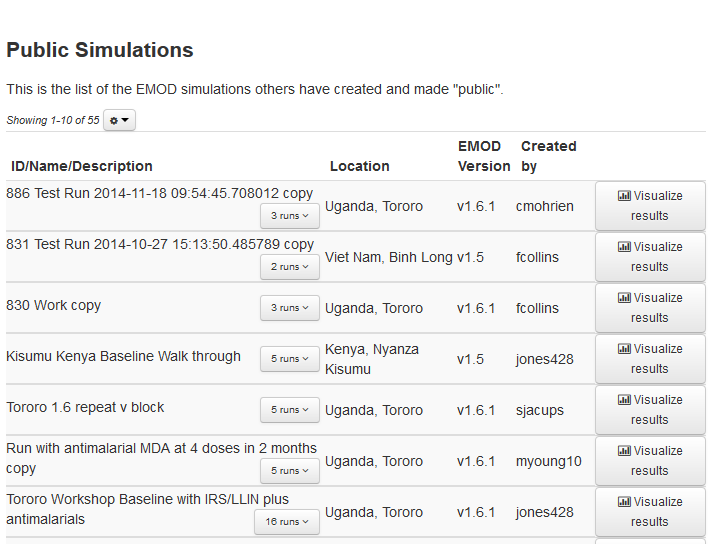 Public Simulations
This is the list of the EMOD simulations others have created and made "public".
Showing 1-10 of 55
ID/Name/Description Location EMOD Version Created by
886 Test Run 2014-11-18 09:54:45.708012 copy 3 runs Uganda, Tororo v1.6.1 cmohrien Visualize results
831 Test Run 2014-10-27 15:13:50.485789 copy 2 runs Viet Nam, Binh Long v1.5 fcollins Visualize results
830 Work copy 3 runs Uganda, Tororo v1.6.1 fcollins Visualize results
Kisumu Kenya Baseline Walk through 5 runs Kenya, Nyanza Kisumu v1.5 jones428 Visualize results
Tororo 1.6 repeat v block 5 runs Uganda, Tororo v1.6.1 sjacups Visualize results
Run with antimalarial MDA at 4 doses in 2 months copy 5 runs Uganda, Tororo v1.6.1 myoung10 Visualize results
Tororo Workshop Baseline with IRS/LLIN plus antimalarials 16 runs Uganda, Tororo v1.6.1 jones428 Visualize results